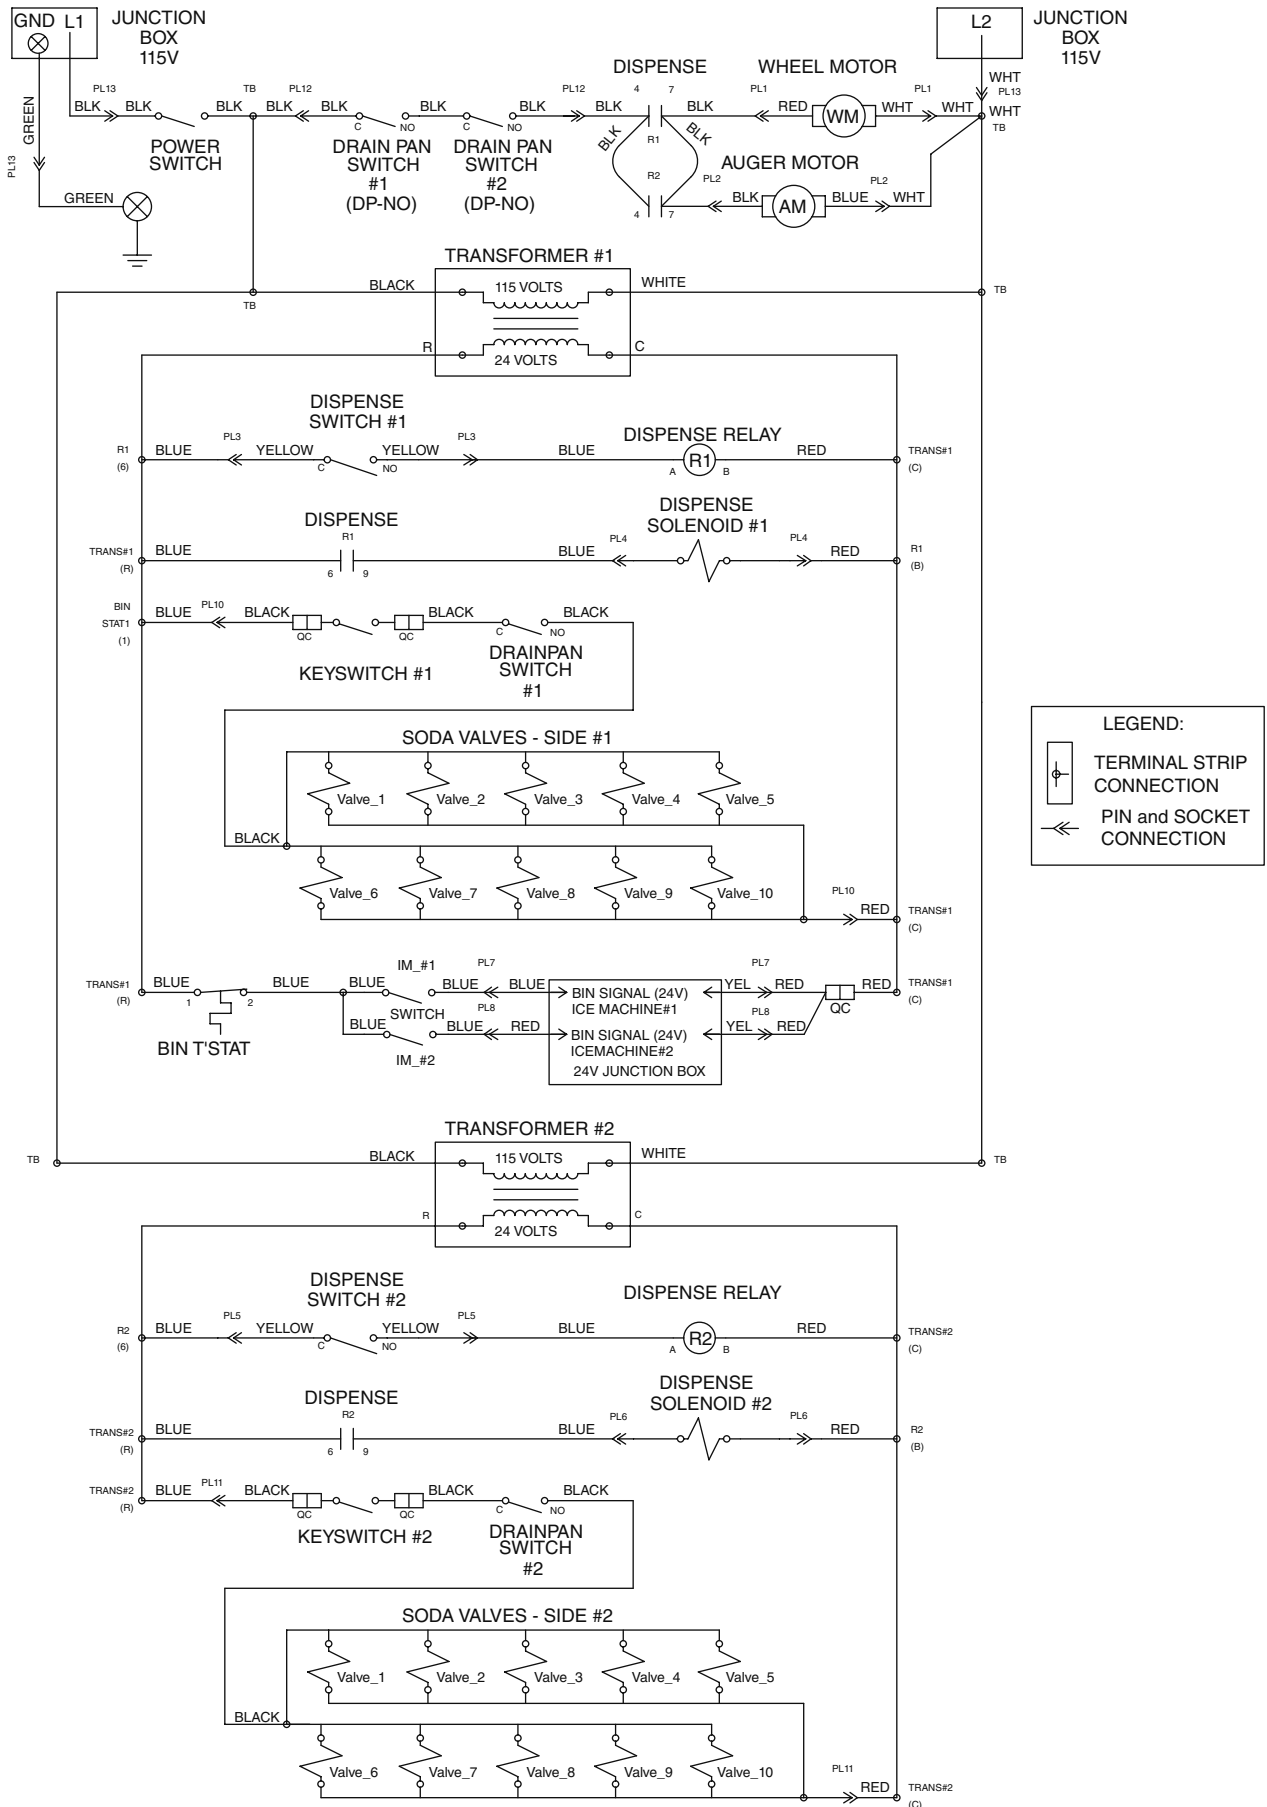 GND L1
JUNCTION
BOX
115V
L2
JUNCTION
BOX
115V
WHT
PL13
WHT
TB
GREEN
PL13
GREEN
PL13
BLK
BLK
POWER
SWITCH
BLK
TB
BLK
PL12
BLK
C
NO
DRAIN PAN
SWITCH
#1
(DP-NO)
BLK
C
NO
DRAIN PAN
SWITCH
#2
(DP-NO)
BLK
PL12
BLK
DISPENSE
4
7
R1
BLK
BLK
R2
4
7
BLK
PL1
RED
WHEEL MOTOR
WM
WHT
PL1
WHT
AUGER MOTOR
PL2
BLK
AM
BLUE
PL2
WHT
TRANSFORMER #1
BLACK
115 VOLTS
WHITE
TB
TB
R
24 VOLTS
C
DISPENSE
SWITCH #1
R1
(6)
BLUE
PL3
YELLOW
C
NO
YELLOW
PL3
BLUE
DISPENSE RELAY
A
R1
B
RED
TRANS#1
(C)
DISPENSE
R1
6
9
TRANS#1
(R)
BLUE
BLUE
PL4
DISPENSE
SOLENOID #1
PL4
RED
R1
(B)
BIN
STAT1
(1)
BLUE
PL10
BLACK
QC
QC
KEYSWITCH #1
BLACK
C
NO
BLACK
DRAINPAN
SWITCH
#1
SODA VALVES - SIDE #1
Valve_1
Valve_2
Valve_3
Valve_4
Valve_5
BLACK
Valve_6
Valve_7
Valve_8
Valve_9
Valve_10
PL10
RED
TRANS#1
(C)
LEGEND:
TERMINAL STRIP
CONNECTION
PIN and SOCKET
CONNECTION
TRANS#1
(R)
BLUE
1
2
BIN T'STAT
BLUE
IM_#1
BLUE
SWITCH
BLUE
IM_#2
PL7
BLUE
BLUE
PL8
BLUE
RED
BIN SIGNAL (24V)
ICE MACHINE#1
BIN SIGNAL (24V)
ICEMACHINE#2
24V JUNCTION BOX
PL7
YEL
RED
PL8
YEL
RED
QC
RED
TRANS#1
(C)
TRANSFORMER #2
TB
BLACK
115 VOLTS
WHITE
TB
R
24 VOLTS
C
DISPENSE
SWITCH #2
R2
(6)
BLUE
PL5
YELLOW
C
NO
YELLOW
PL5
BLUE
DISPENSE RELAY
A
R2
B
RED
TRANS#2
(C)
DISPENSE
R2
6
9
TRANS#2
(R)
BLUE
BLUE
PL6
DISPENSE
SOLENOID #2
PL6
RED
R2
(B)
TRANS#2
(R)
BLUE
PL11
BLACK
QC
QC
KEYSWITCH #2
BLACK
C
NO
BLACK
DRAINPAN
SWITCH
#2
SODA VALVES - SIDE #2
Valve_1
Valve_2
Valve_3
Valve_4
Valve_5
BLACK
Valve_6
Valve_7
Valve_8
Valve_9
Valve_10
PL11
RED
TRANS#2
(C)